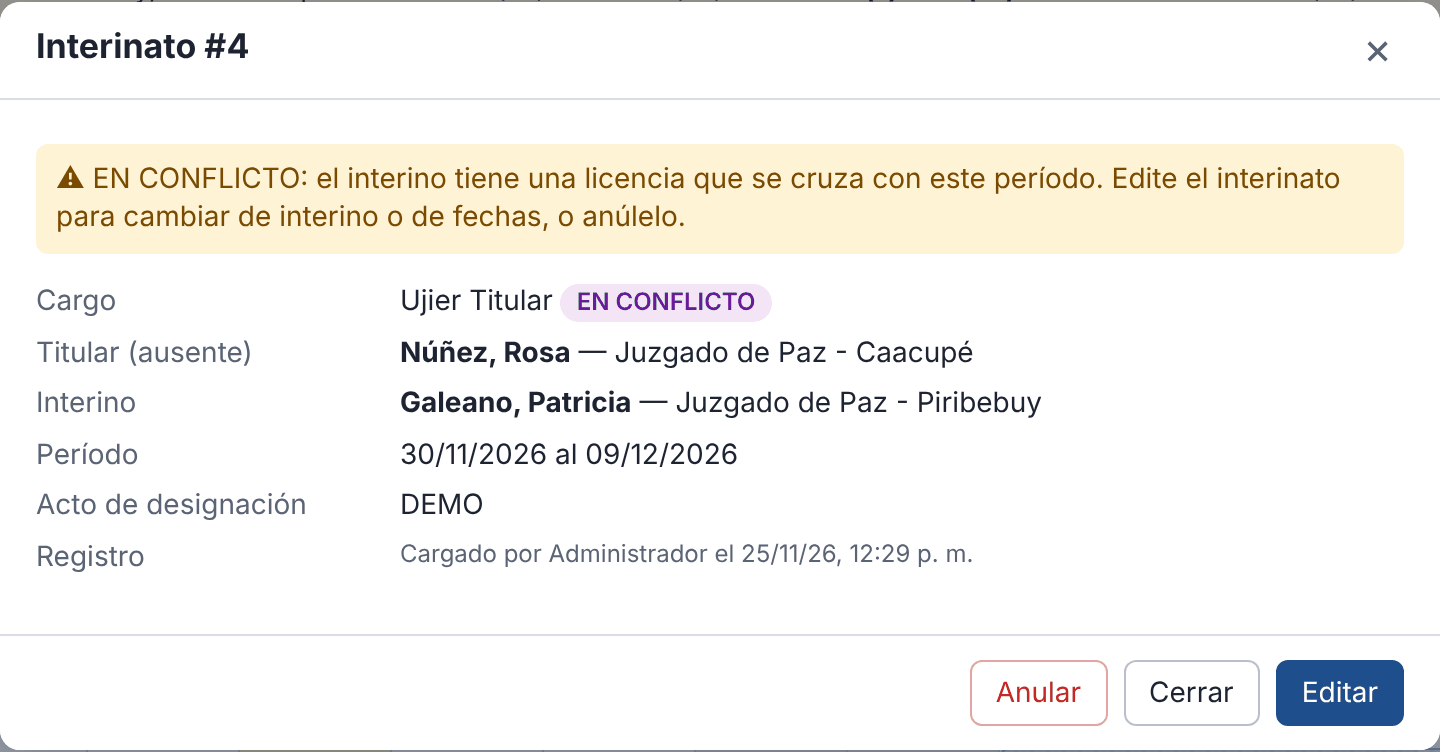 Interinato #4
×
⚠ EN CONFLICTO: el interino tiene una licencia que se cruza con este período. Edite el interinato
para cambiar de interino o de fechas, o anúlelo.
Cargo Ujier Titular EN CONFLICTO
Titular (ausente) Núñez, Rosa — Juzgado de Paz - Caacupé
Interino Galeano, Patricia — Juzgado de Paz - Piribebuy
Período 30/11/2026 al 09/12/2026
Acto de designación DEMO
Registro Cargado por Administrador el 25/11/26, 12:29 p. m.
Anular Cerrar Editar